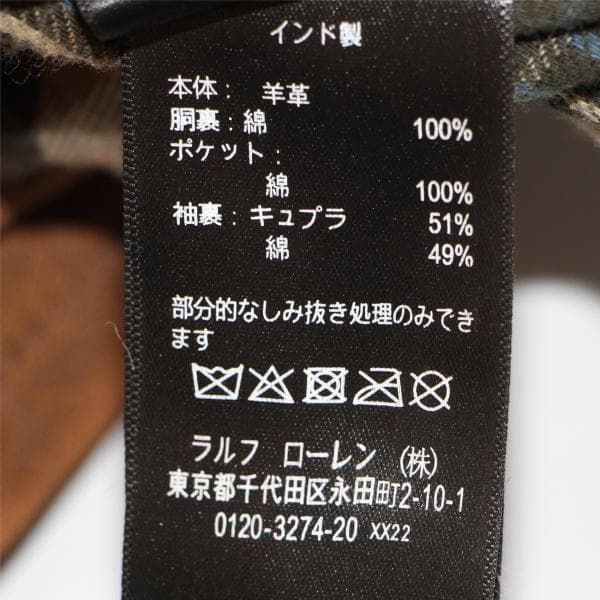 インド製
本体： 羊革
胴裏：綿 100%
ポケット：
綿 100%
袖裏：キュプラ 51%
綿 49%
部分的なしみ抜き処理のみでき
ます
ラルフ ローレン (株)
東京都千代田区永田町2-10-1
0120-3274-20 XX22